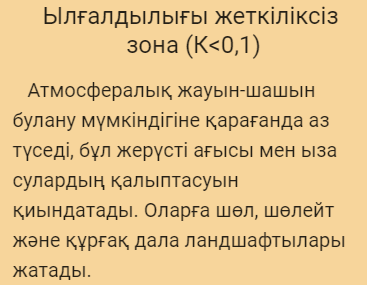 Ылғалдылығы жеткіліксіз
зона (К<0,1)
Атмосфералық жауын-шашын
булану мүмкіндігіне қарағанда аз
түседі, бұл жерүсті ағысы мен ыза
сулардың қалыптасуын
қиындатады. Оларға шөл, шөлейт
және құрғақ дала ландшафтылары
жатады.